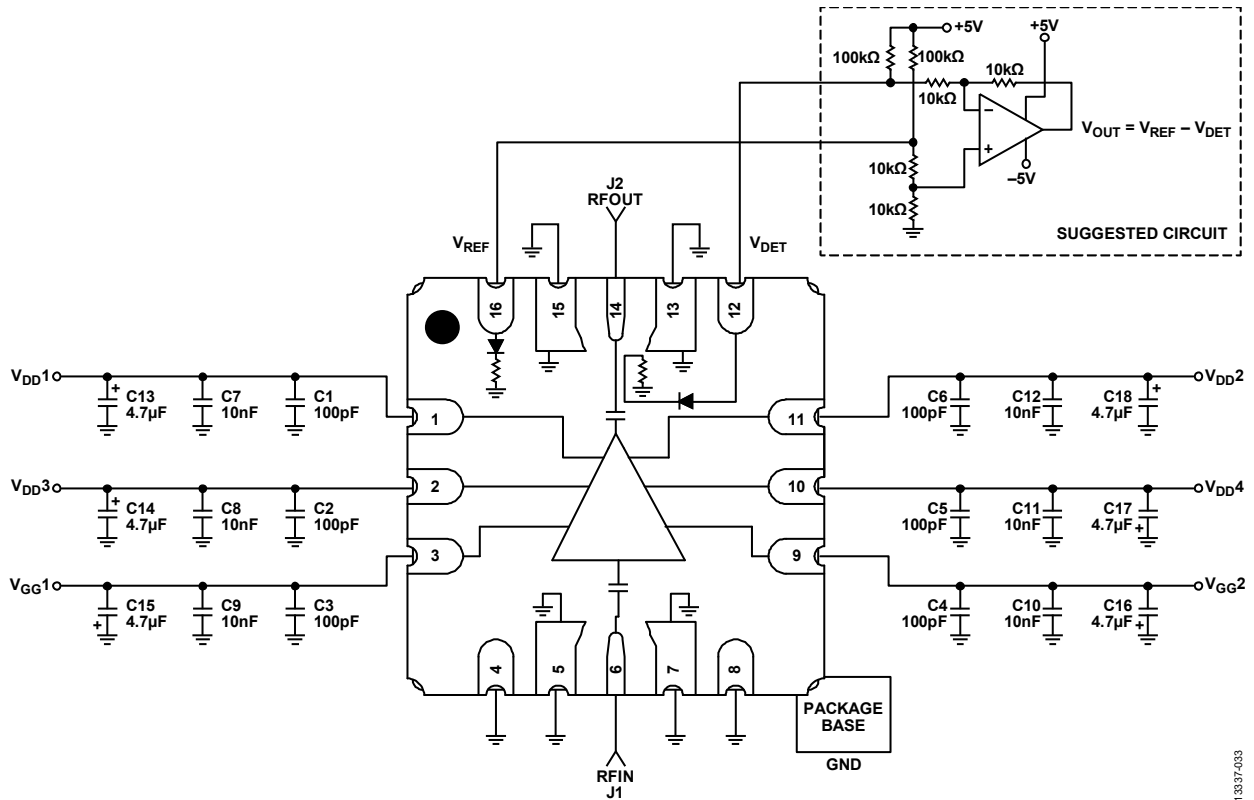 +5V
+5V
100kΩ
100kΩ
10kΩ
10kΩ
−
+
VOUT = VREF – VDET
–5V
10kΩ
10kΩ
SUGGESTED CIRCUIT
J2
RFOUT
VREF
VDET
16
15
14
13
12
VDD1
+
C13
4.7µF
C7
10nF
C1
100pF
1
11
C6
100pF
C12
10nF
C18
4.7µF
+
VDD2
VDD3
+
C14
4.7µF
C8
10nF
C2
100pF
2
10
C5
100pF
C11
10nF
C17
4.7µF
+
VDD4
3
9
VGG1
C15
4.7µF
+
C9
10nF
C3
100pF
C4
100pF
C10
10nF
C16
4.7µF
+
VGG2
4
5
6
7
8
PACKAGE
BASE
GND
RFIN
J1
13337-033